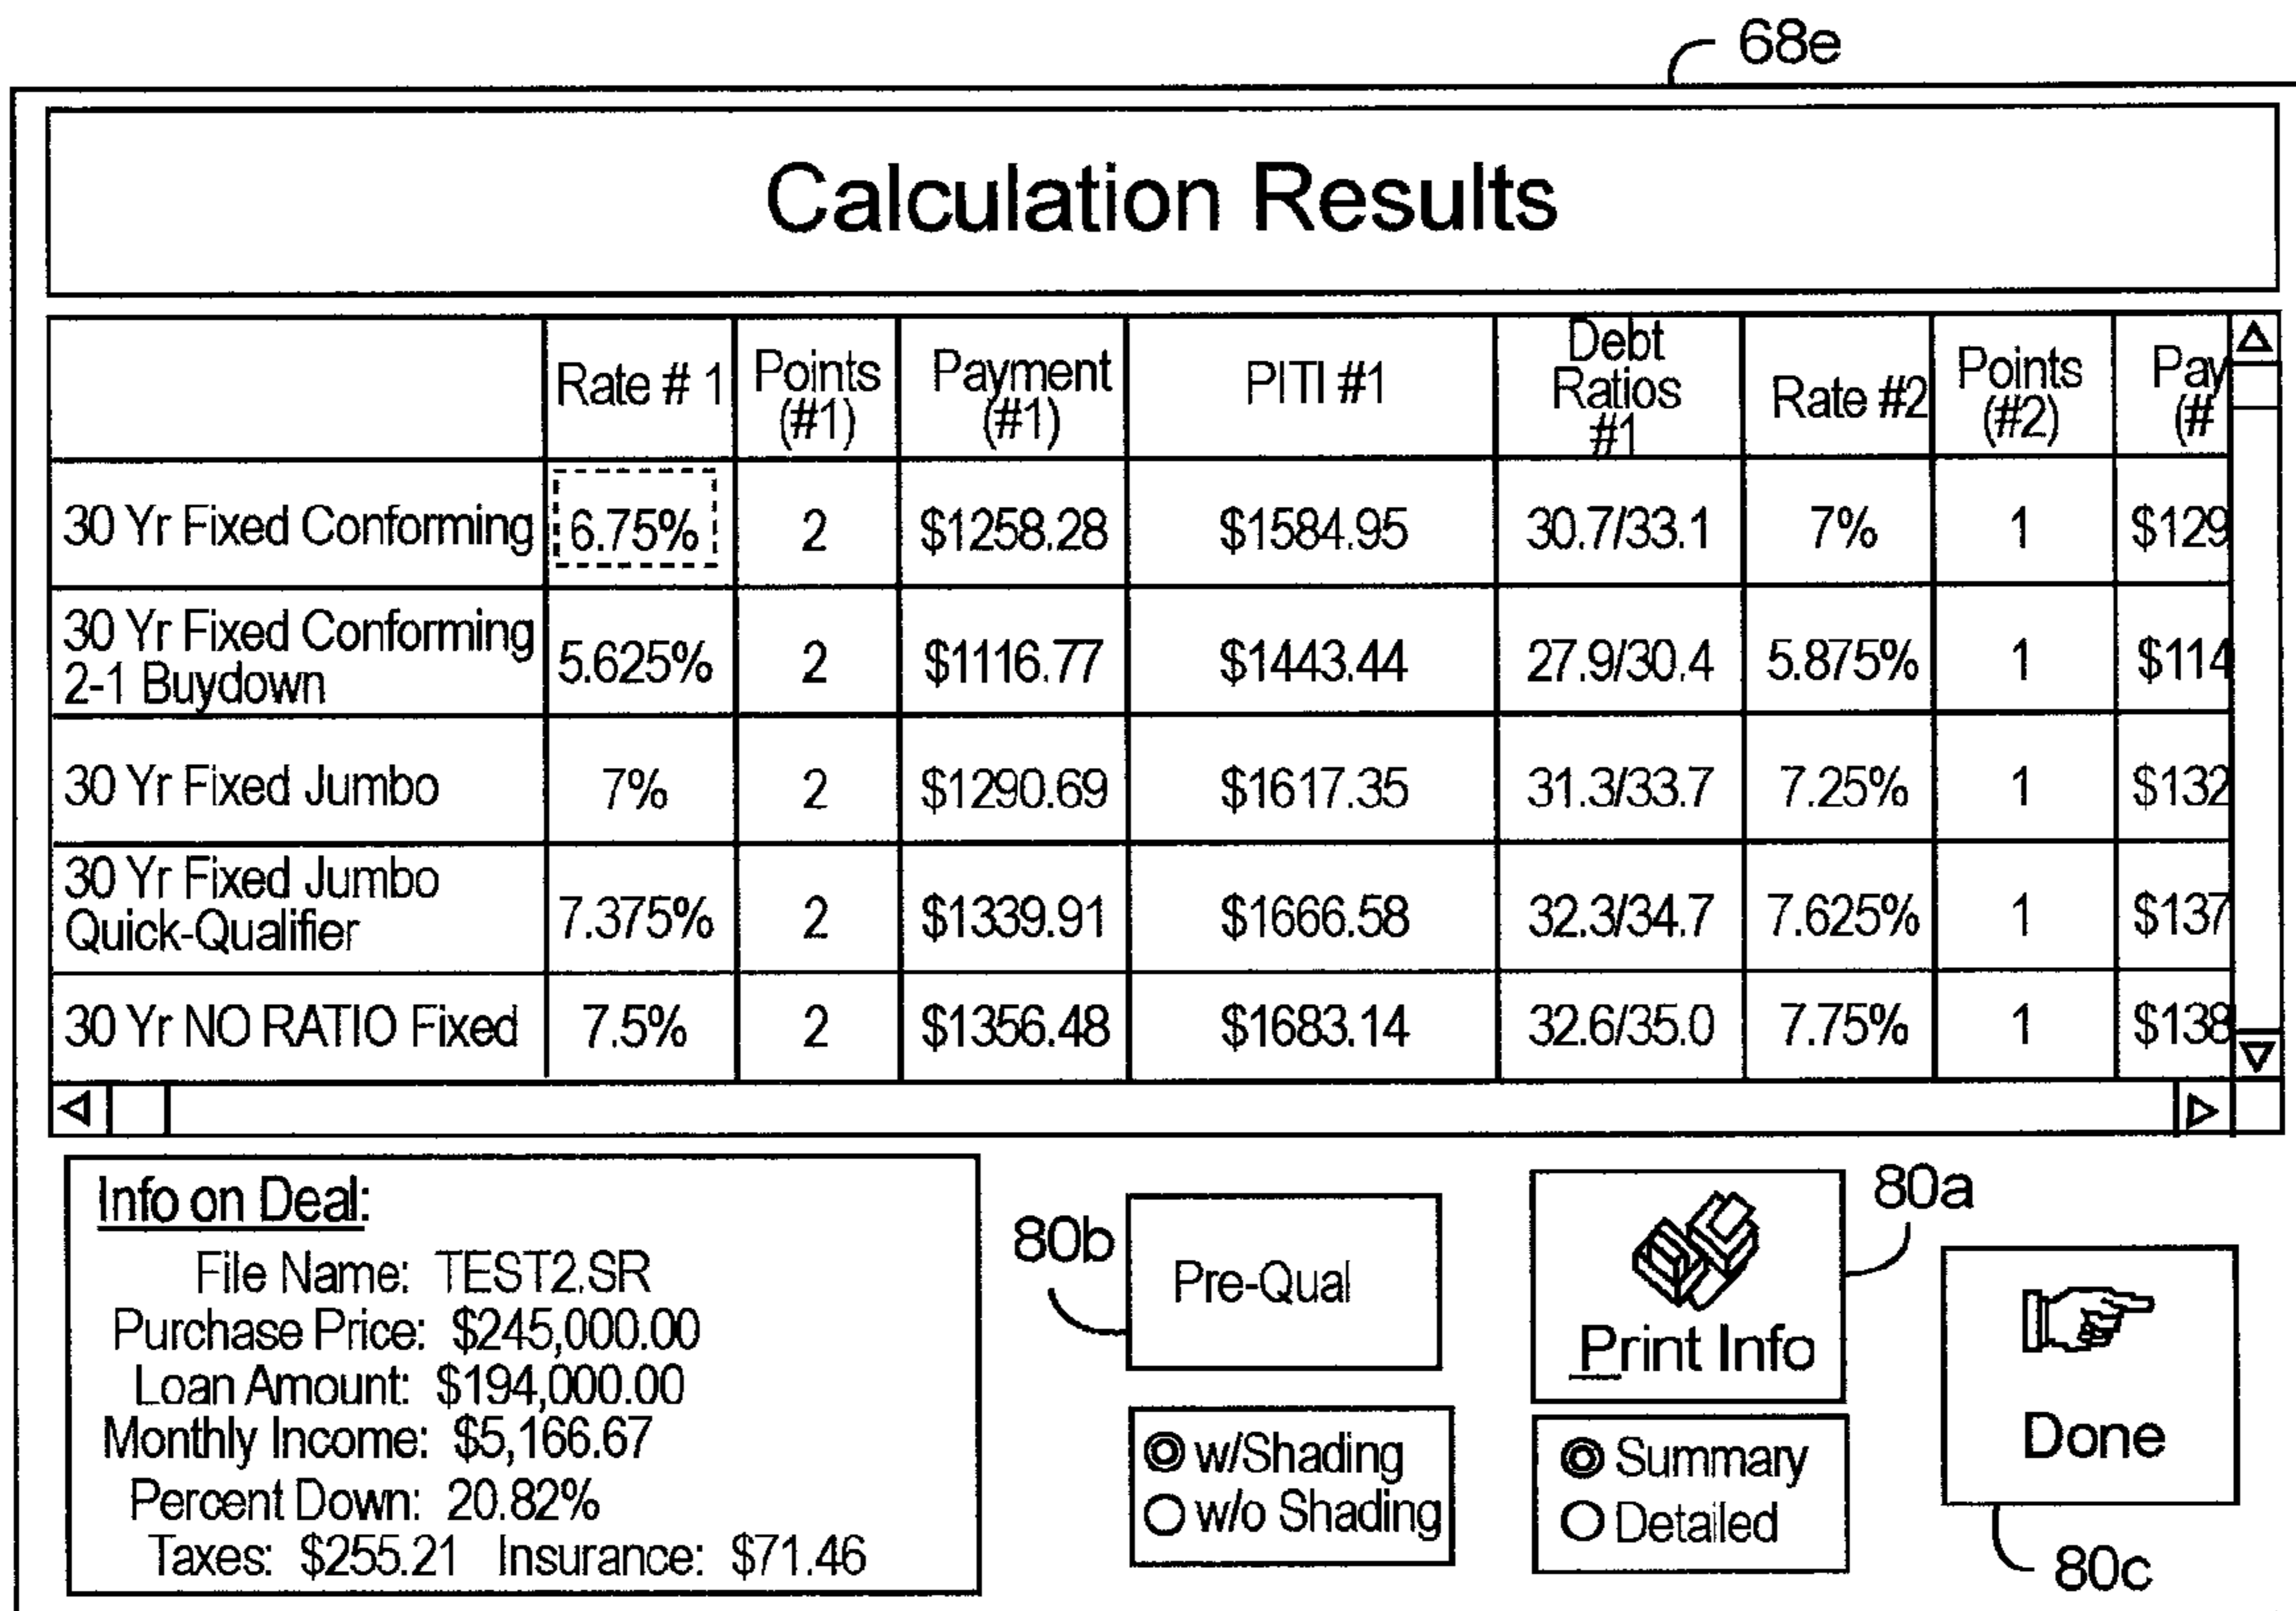 68e
Calculation Results
Rate # 1 Points (#1) Payment (#1) PITI #1 Debt Ratios #1 Rate #2 Points (#2) Pay (#
30 Yr Fixed Conforming 6.75% 2 $1258.28 $1584.95 30.7/33.1 7% 1 $129
30 Yr Fixed Conforming 2-1 Buydown 5.625% 2 $1116.77 $1443.44 27.9/30.4 5.875% 1 $114
30 Yr Fixed Jumbo 7% 2 $1290.69 $1617.35 31.3/33.7 7.25% 1 $132
30 Yr Fixed Jumbo Quick-Qualifier 7.375% 2 $1339.91 $1666.58 32.3/34.7 7.625% 1 $137
30 Yr NO RATIO Fixed 7.5% 2 $1356.48 $1683.14 32.6/35.0 7.75% 1 $138
Info on Deal:
File Name: TEST2.SR
Purchase Price: $245,000.00
Loan Amount: $194,000.00
Monthly Income: $5,166.67
Percent Down: 20.82%
Taxes: $255.21 Insurance: $71.46
80b
Pre-Qual
w/Shading
w/o Shading
80a
Print Info
Summary
Detailed
Done
80c